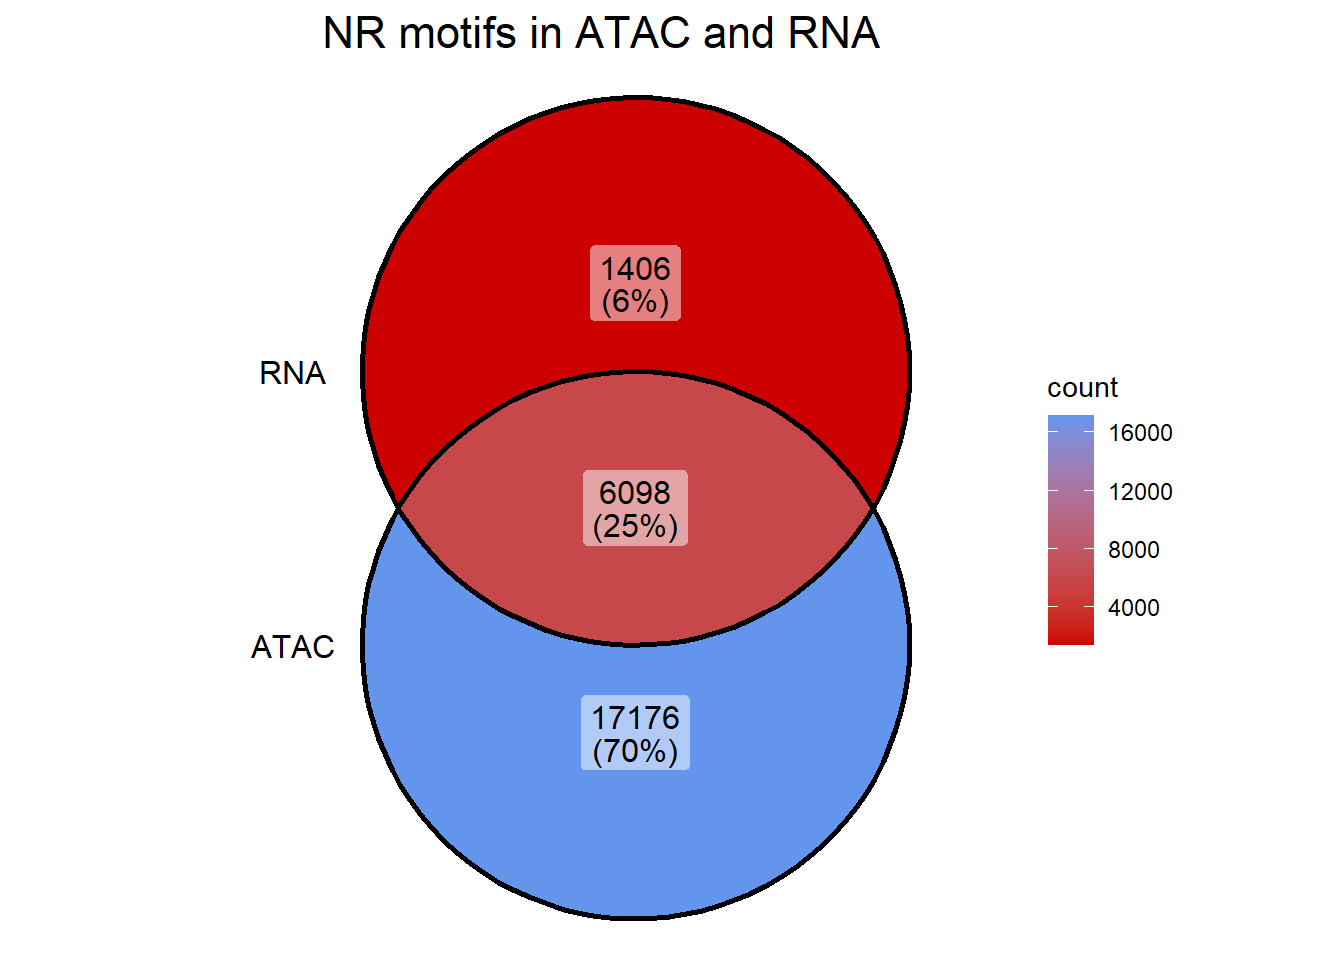 NR motifs in ATAC and RNA
1406
(6%)
RNA
6098
(25%)
ATAC
17176
(70%)
count
16000
12000
8000
4000